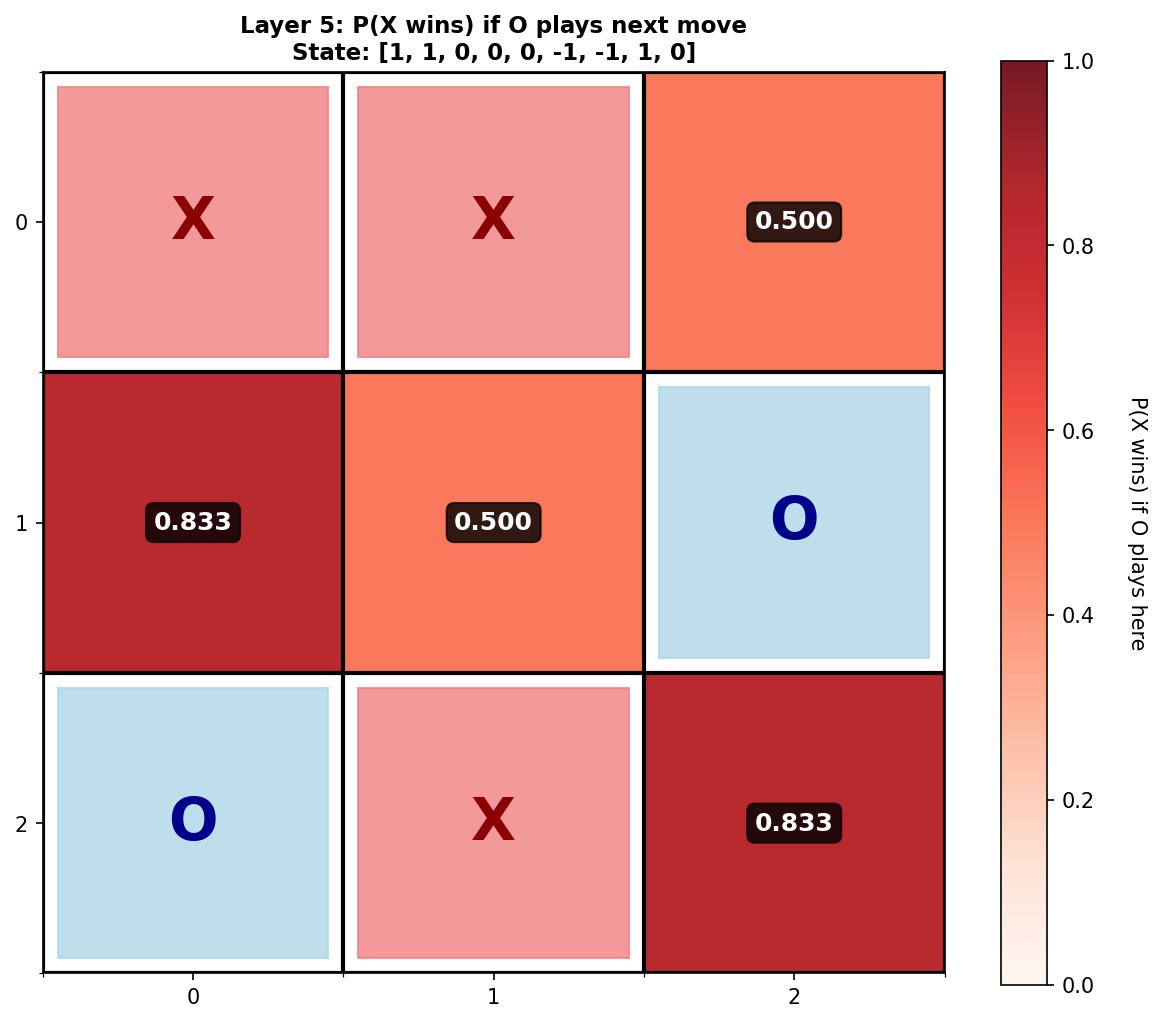 Layer 5: P(X wins) if O plays next move
State: [1, 1, 0, 0, 0, -1, -1, 1, 0]
0
X
X
0.500
1
0.833
0.500
O
2
O
X
0.833
0
1
2
1.0
0.8
0.6
0.4
0.2
0.0
P(X wins) if O plays here